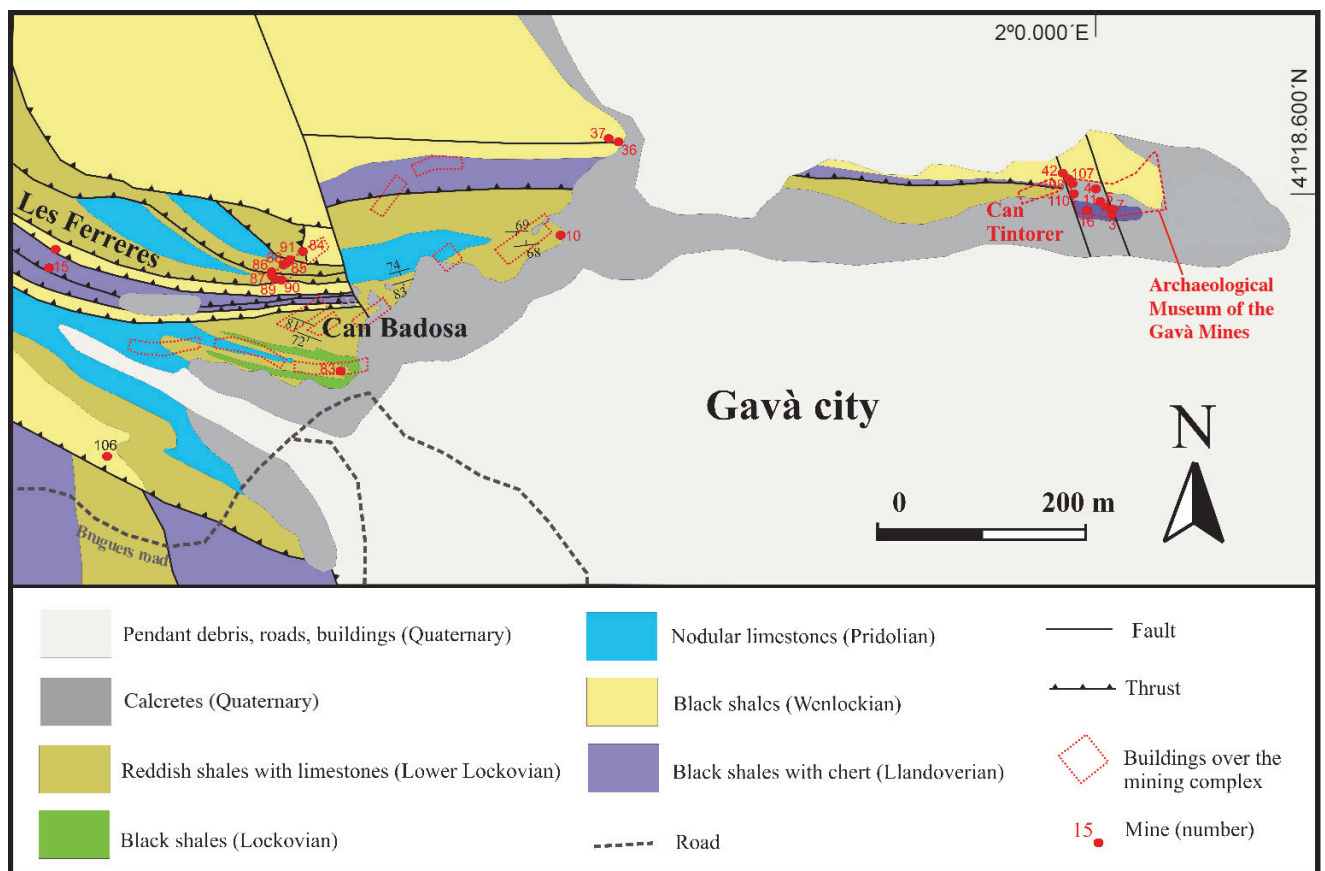 2º0.000´E
41º18.600´N
37
36
42
107
98
4
110
2
7
16
3
Can
Tintorer
Archaeological
Museum of the
Gavà Mines
Les Ferreres
91
84
86
85
87
89
90
15
69
68
10
74
83
81
72
Can Badosa
83
106
Bruguers road
Gavà city
N
0
200 m
Pendant debris, roads, buildings (Quaternary)
Calcretes (Quaternary)
Reddish shales with limestones (Lower Lockovian)
Black shales (Lockovian)
Nodular limestones (Pridolian)
Black shales (Wenlockian)
Black shales with chert (Llandoverian)
Road
Fault
Thrust
Buildings over the
mining complex
15
Mine (number)